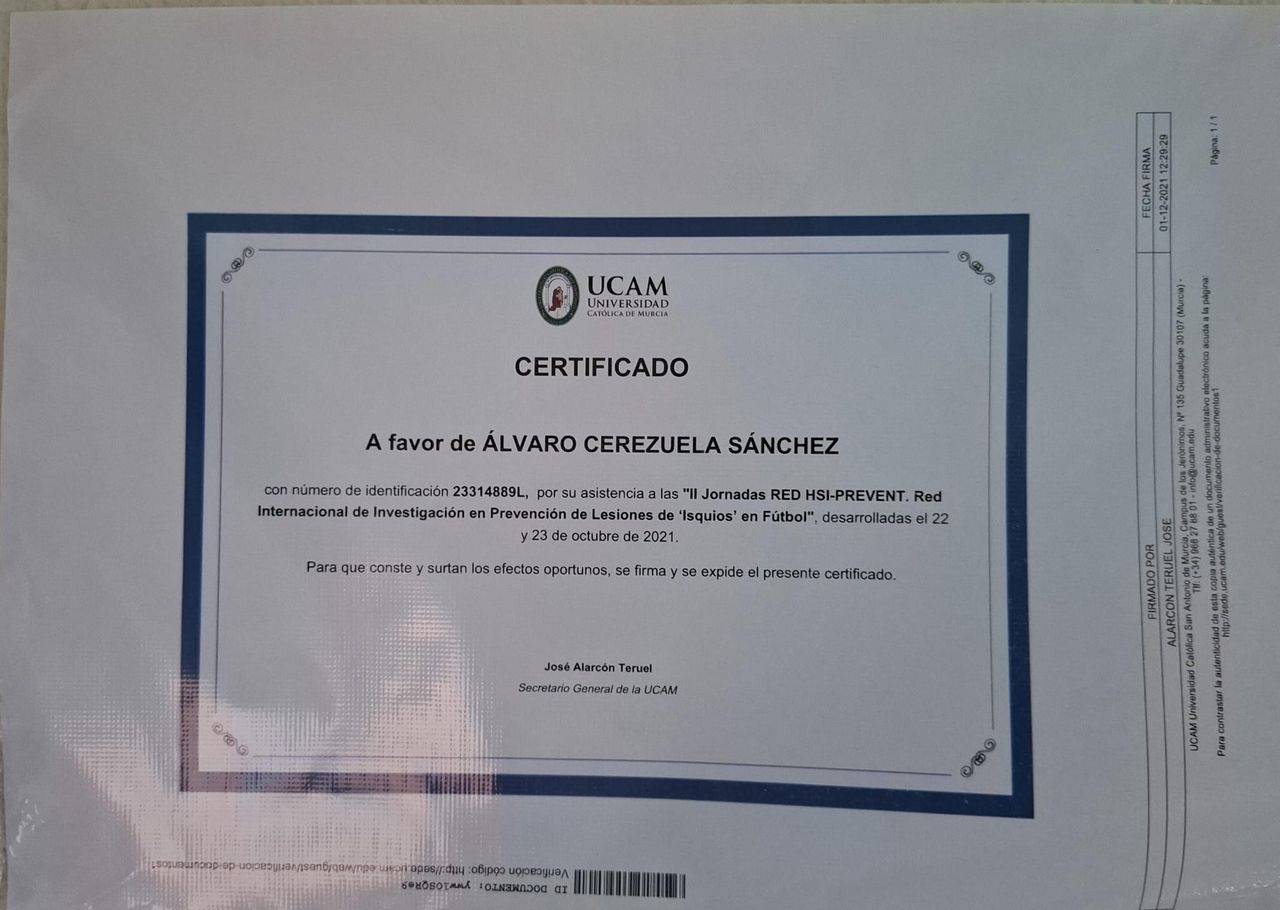 UCAM
UNIVERSIDAD
CATÓLICA DE MURCIA
CERTIFICADO
A favor de ÁLVARO CEREZUELA SÁNCHEZ
con número de identificación 23314889L, por su asistencia a las "II Jornadas RED HSI-PREVENT. Red
Internacional de Investigación en Prevención de Lesiones de ‘Isquios’ en Fútbol", desarrolladas el 22
y 23 de octubre de 2021.
Para que conste y surtan los efectos oportunos, se firma y se expide el presente certificado.
José Alarcón Teruel
Secretario General de la UCAM
FIRMADO POR
FECHA FIRMA
ALARCON TERUEL JOSE
01-12-2021 12:29:29
UCAM Universidad Católica San Antonio de Murcia, Campus de los Jerónimos, Nº 135 Guadalupe 30107 (Murcia) -
Tlf: (+34) 968 27 88 01 - info@ucam.edu
Para contrastar la autenticidad de esta copia auténtica de un documento administrativo electrónico acuda a la página:
http://sede.ucam.edu/web/guest/verificacion-de-documentos1
Página: 1 / 1
ID DOCUMENTO:
Verificación código: http://sede.ucam.edu/web/guest/verificacion-de-documentos1